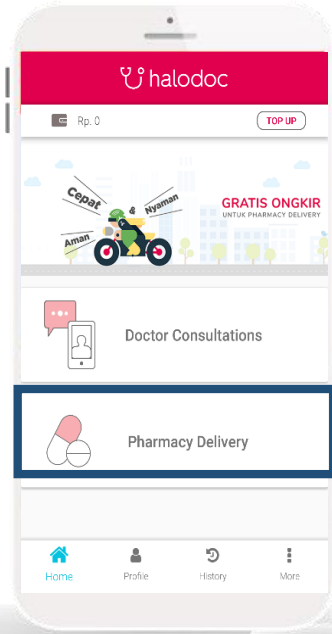 halodoc
Rp. 0
TOP UP
Cepat
&
Nyaman
Aman
GRATIS ONGKIR
UNTUK PHARMACY DELIVERY
Doctor Consultations
Pharmacy Delivery
Home
Profile
History
More